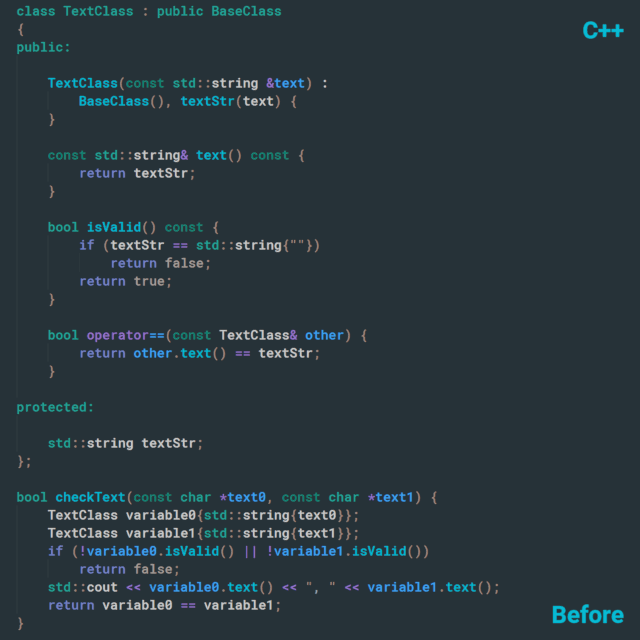 class TextClass : public BaseClass
C++
{
public:
TextClass(const std::string &text) :
BaseClass(), textStr(text) {
}
const std::string& text() const {
return textStr;
}
bool isValid() const {
if (textStr == std::string{""})
return false;
return true;
}
bool operator==(const TextClass& other) {
return other.text() == textStr;
}
protected:
std::string textStr;
};
bool checkText(const char *text0, const char *text1) {
TextClass variable0{std::string{text0}};
TextClass variable1{std::string{text1}};
if (!variable0.isValid() || !variable1.isValid())
return false;
std::cout << variable0.text() << ", " << variable1.text();
return variable0 == variable1;
}
Before